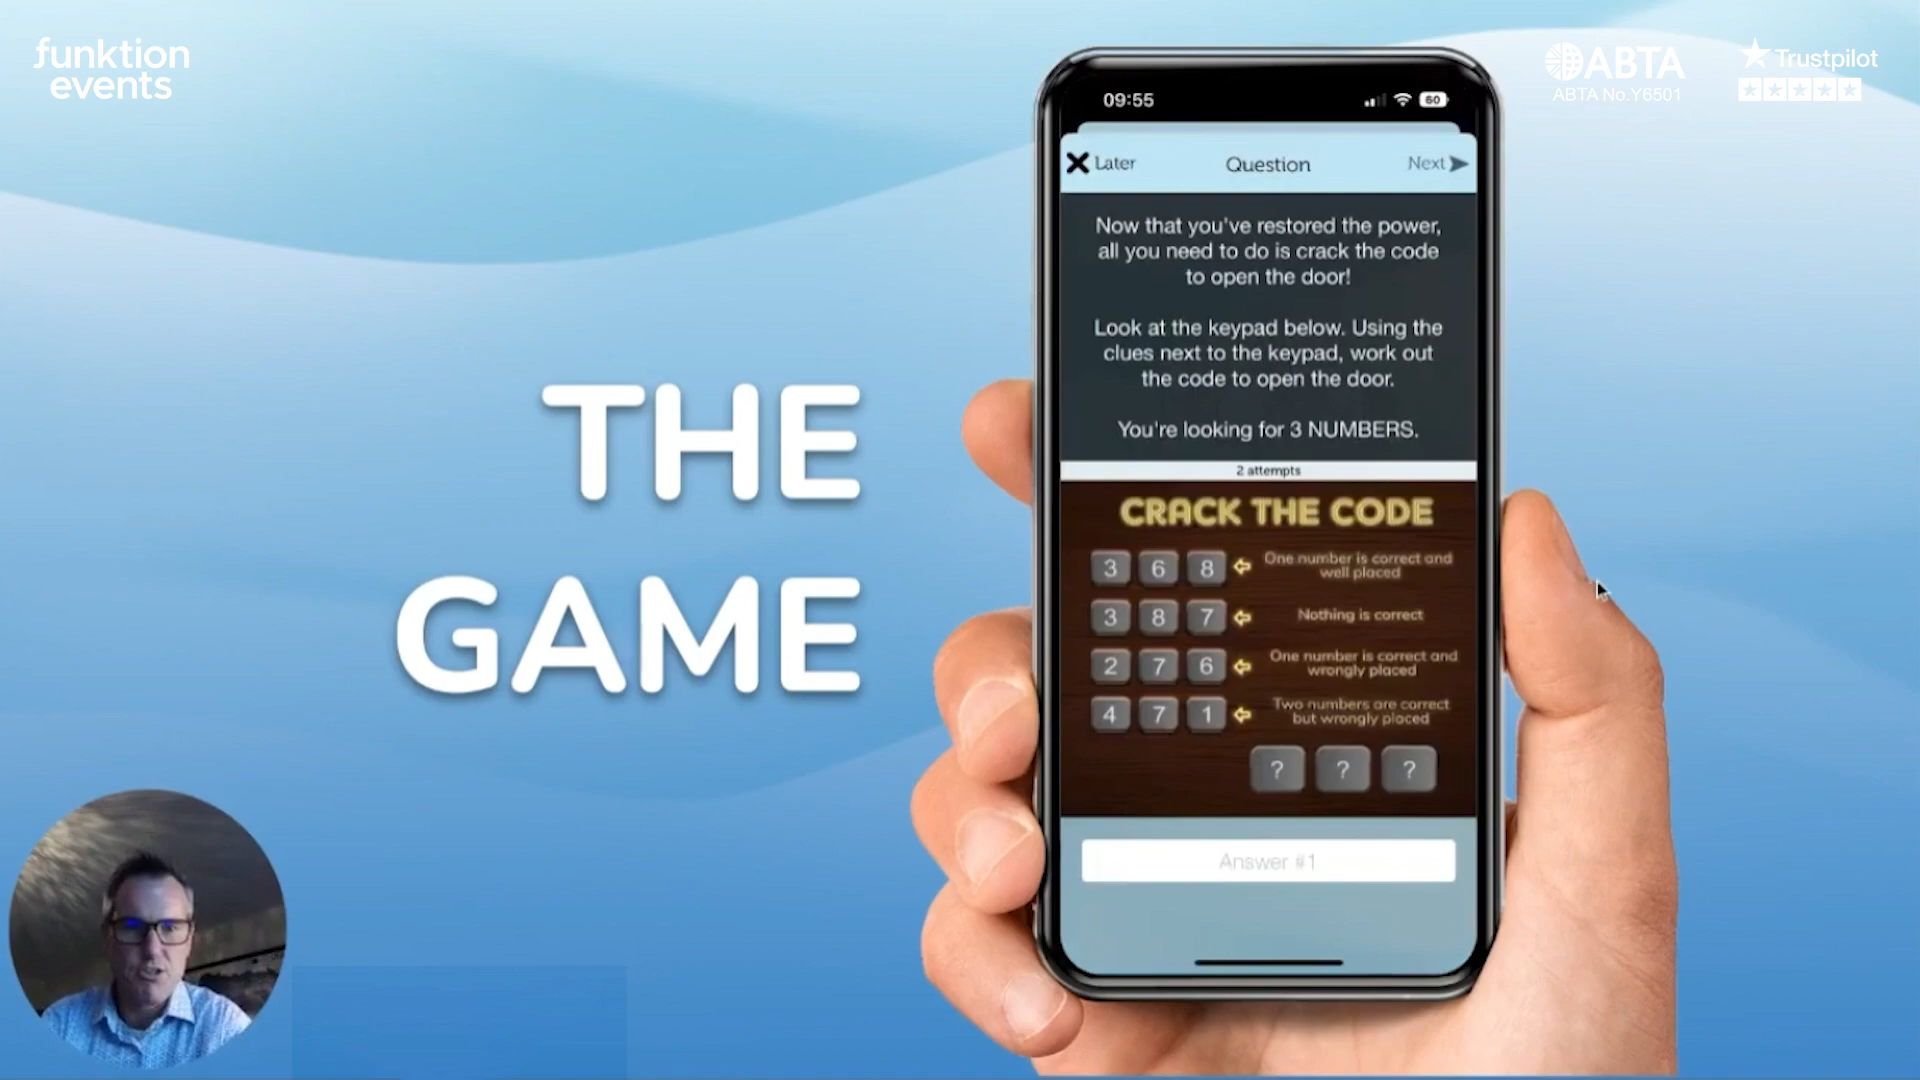 funktion
events
ABTA
ABTA No.Y6501
Trustpilot
THE
GAME
09:55
60
Later
Question
Next
Now that you've restored the power,
all you need to do is crack the code
to open the door!
Look at the keypad below. Using the
clues next to the keypad, work out
the code to open the door.
You're looking for 3 NUMBERS.
2 attempts
CRACK THE CODE
3 6 8 One number is correct and
well placed
3 8 7 Nothing is correct
2 7 6 One number is correct and
wrongly placed
4 7 1 Two numbers are correct
but wrongly placed
? ? ?
Answer #1